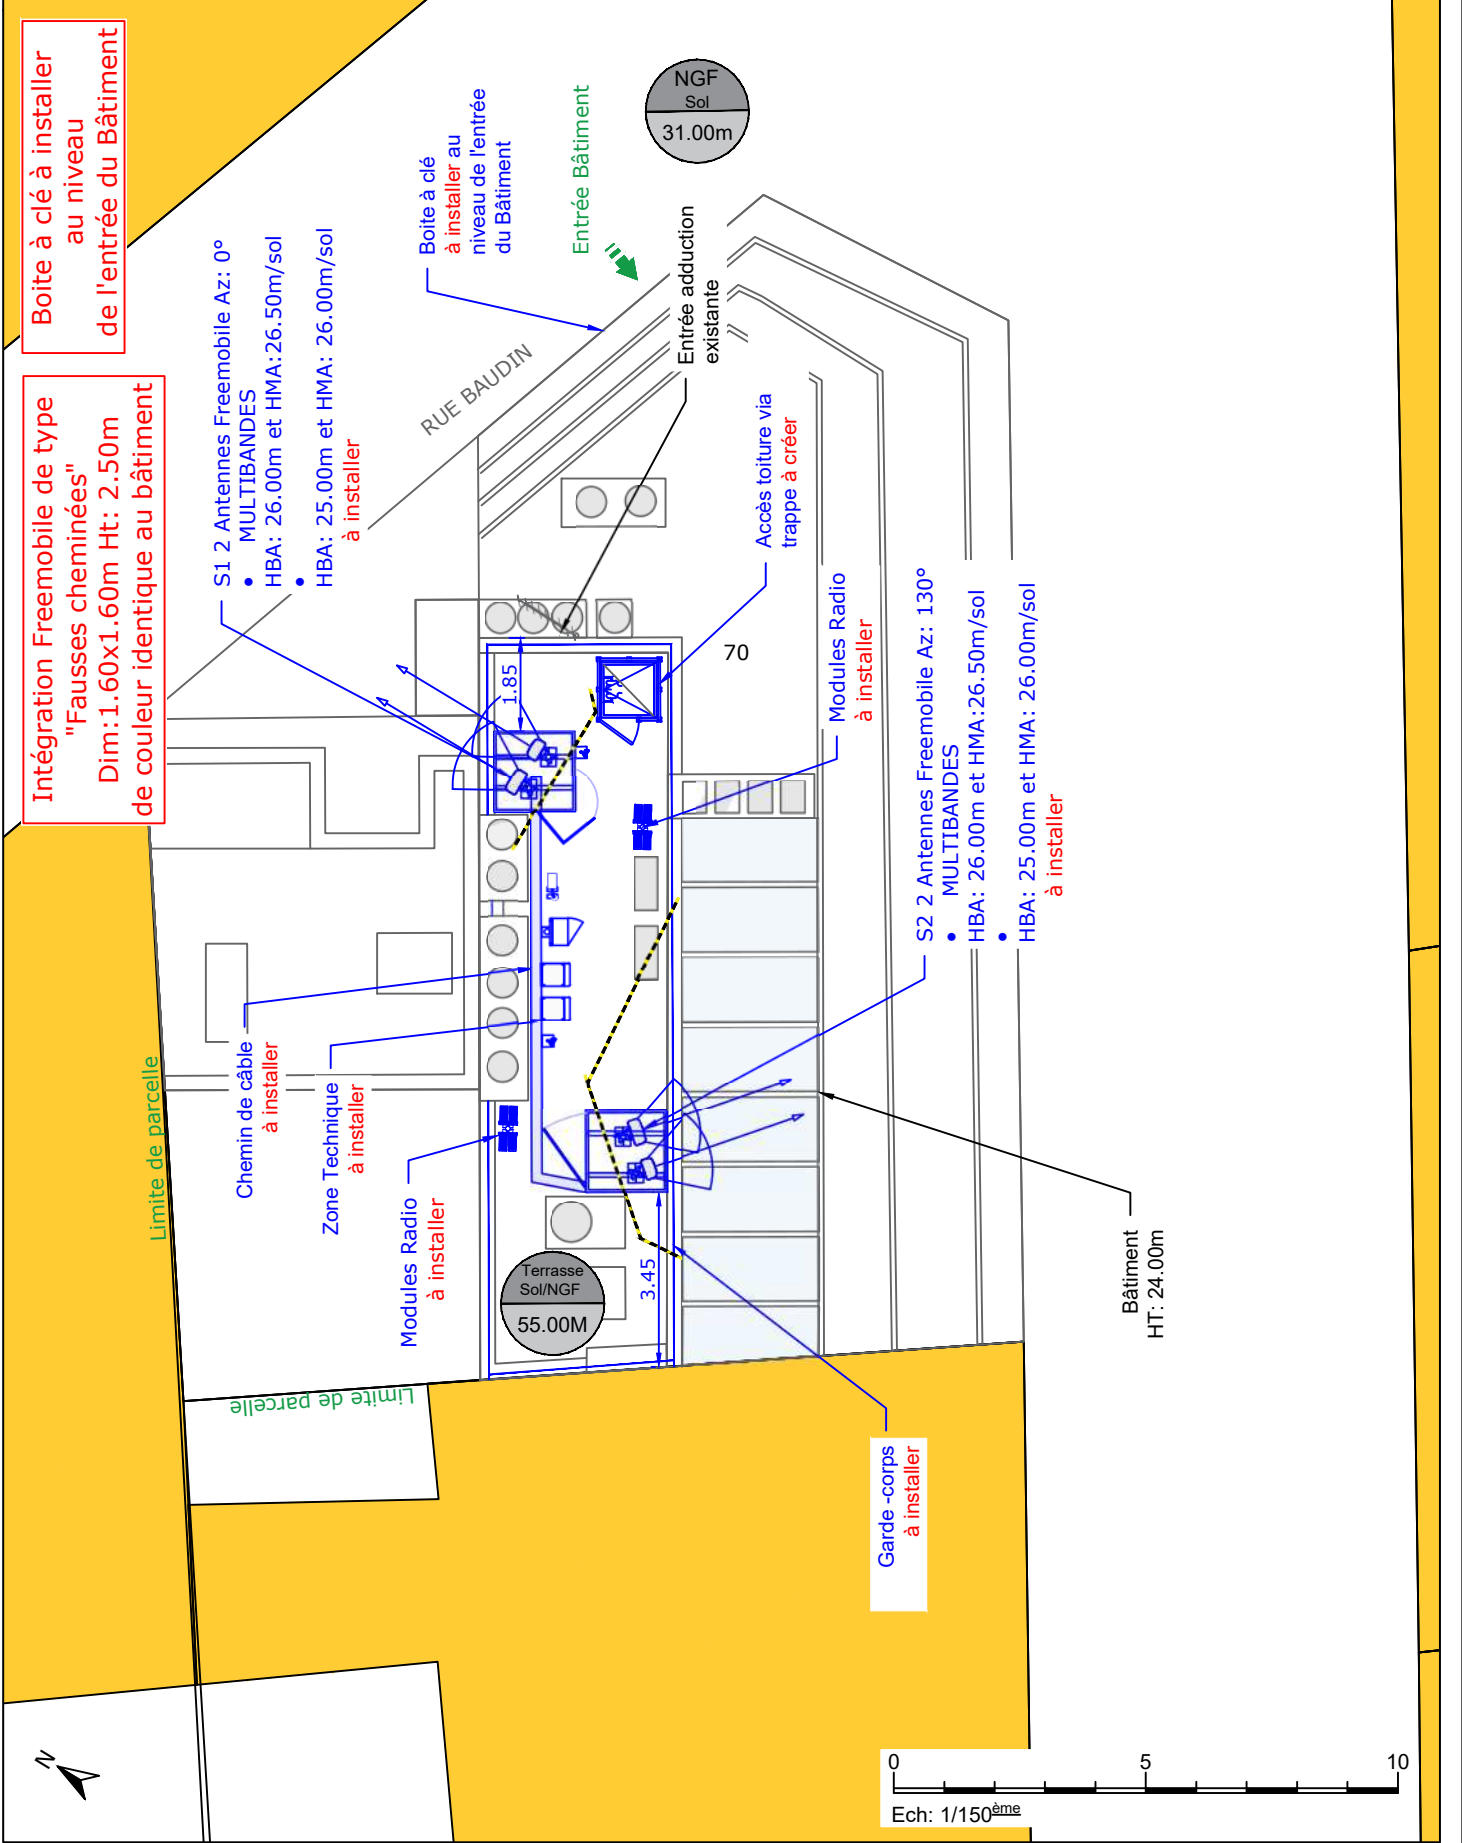 Boite à clé à installer
au niveau
de l'entrée du Bâtiment
Intégration Freemobile de type
"Fausses cheminées"
Dim:1.60x1.60m Ht: 2.50m
de couleur identique au bâtiment
S1 2 Antennes Freemobile Az: 0°
• MULTIBANDES
HBA: 26.00m et HMA:26.50m/sol
•
HBA: 25.00m et HMA: 26.00m/sol
à installer
Boite à clé
à installer au
niveau de l'entrée
du Bâtiment
Entrée Bâtiment
NGF
Sol
31.00m
RUE BAUDIN
Entrée adduction
existante
Accès toiture via
trappe à créer
70
1.85
Modules Radio
à installer
S2 2 Antennes Freemobile Az: 130°
• MULTIBANDES
HBA: 26.00m et HMA:26.50m/sol
•
HBA: 25.00m et HMA: 26.00m/sol
à installer
Limite de parcelle
Chemin de câble
à installer
Zone Technique
à installer
Modules Radio
à installer
Terrasse
Sol/NGF
55.00M
3.45
Bâtiment
HT: 24.00m
Limite de parcelle
Garde -corps
à installer
N
0 5 10
Ech: 1/150ème